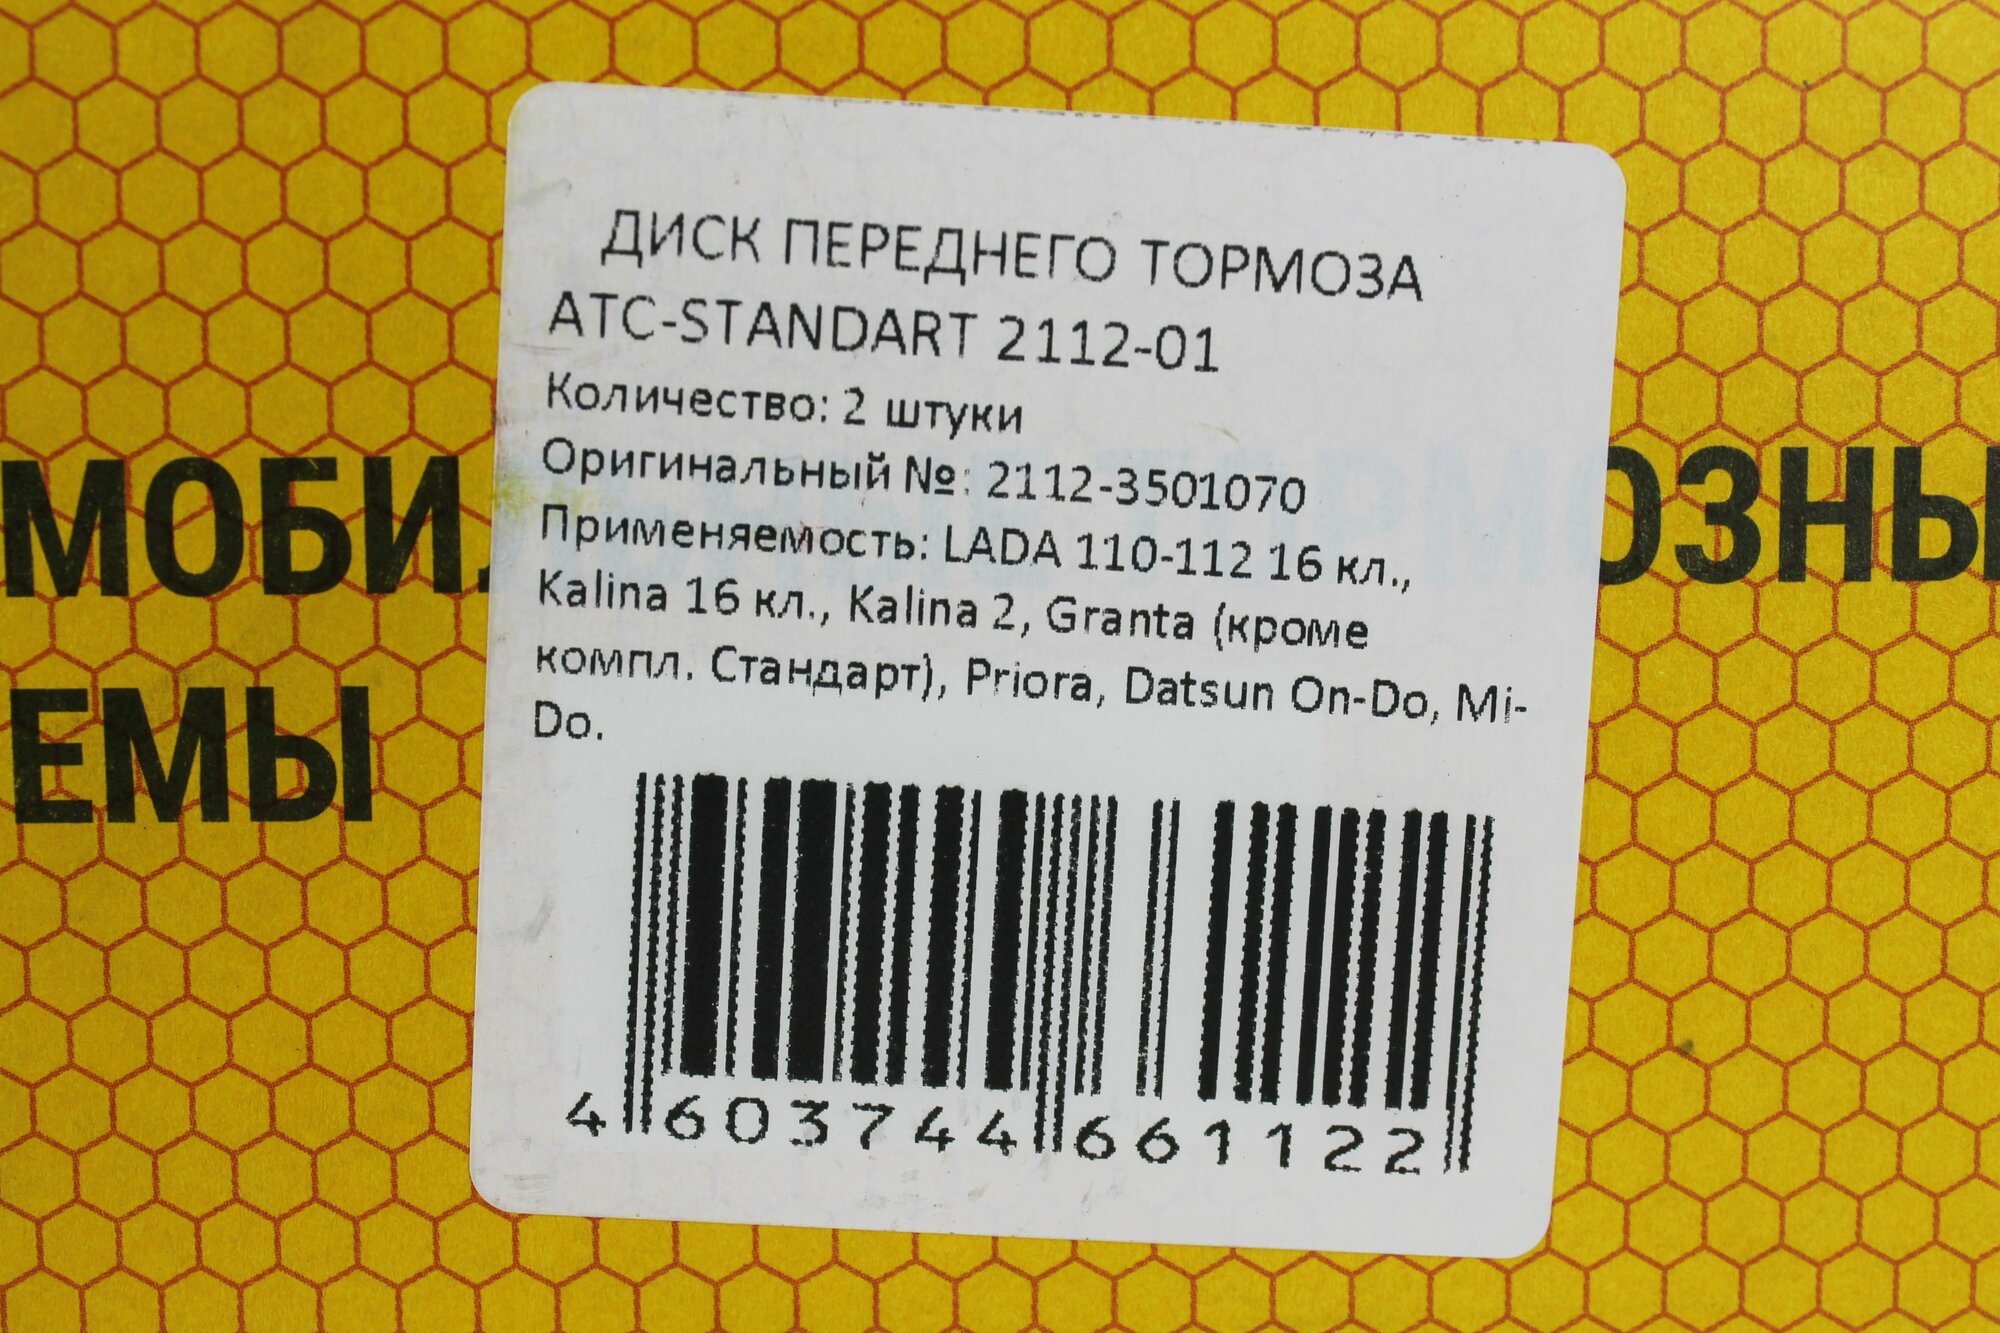 ДИСК ПЕРЕДНЕГО ТОРМОЗА
ATC-STANDART 2112-01
Количество: 2 штуки
Оригинальный №: 2112-3501070
Применяемость: LADA 110-112 16 кл.,
Kalina 16 кл., Kalina 2, Granta (кроме
компл. Стандарт), Priora, Datsun On-Do, Mi-
Do.
4 603744 661122
МОБИ ОЗНЫ
ЕМЫ